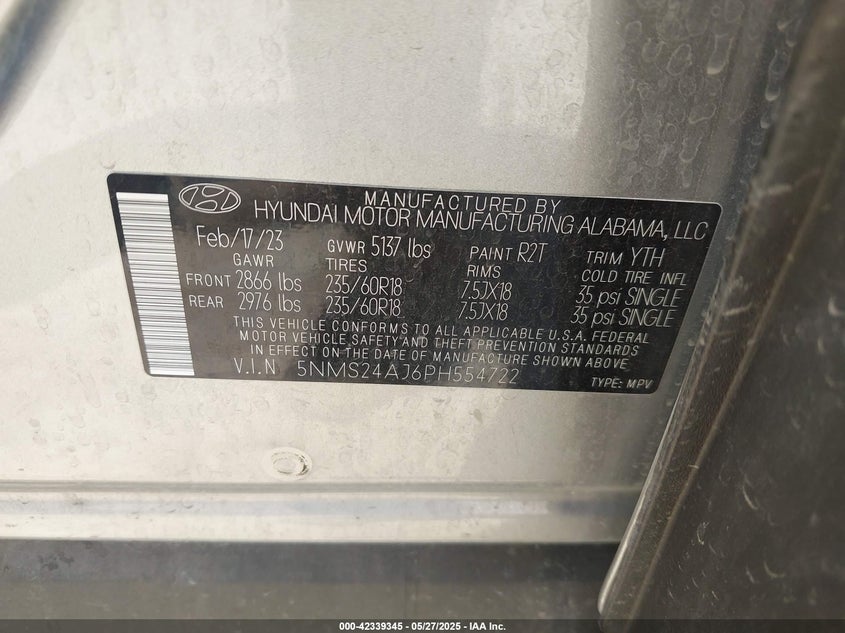 MANUFACTURED BY
HYUNDAI MOTOR MANUFACTURING ALABAMA, LLC
Feb/17/23 GVWR 5137 lbs PAINT R2T TRIM YTH
GAWR TIRES RIMS COLD TIRE INFL
FRONT 2866 lbs 235/60R18 7.5JX18 35 psi SINGLE
REAR 2976 lbs 235/60R18 7.5JX18 35 psi SINGLE
THIS VEHICLE CONFORMS TO ALL APPLICABLE U.S.A. FEDERAL
MOTOR VEHICLE SAFETY AND THEFT PREVENTION STANDARDS
IN EFFECT ON THE DATE OF MANUFACTURE SHOWN ABOVE.
V.I.N 5NMS24AJ6PH554722 TYPE: MPV
000-42339345 - 05/27/2025 - IAA Inc.